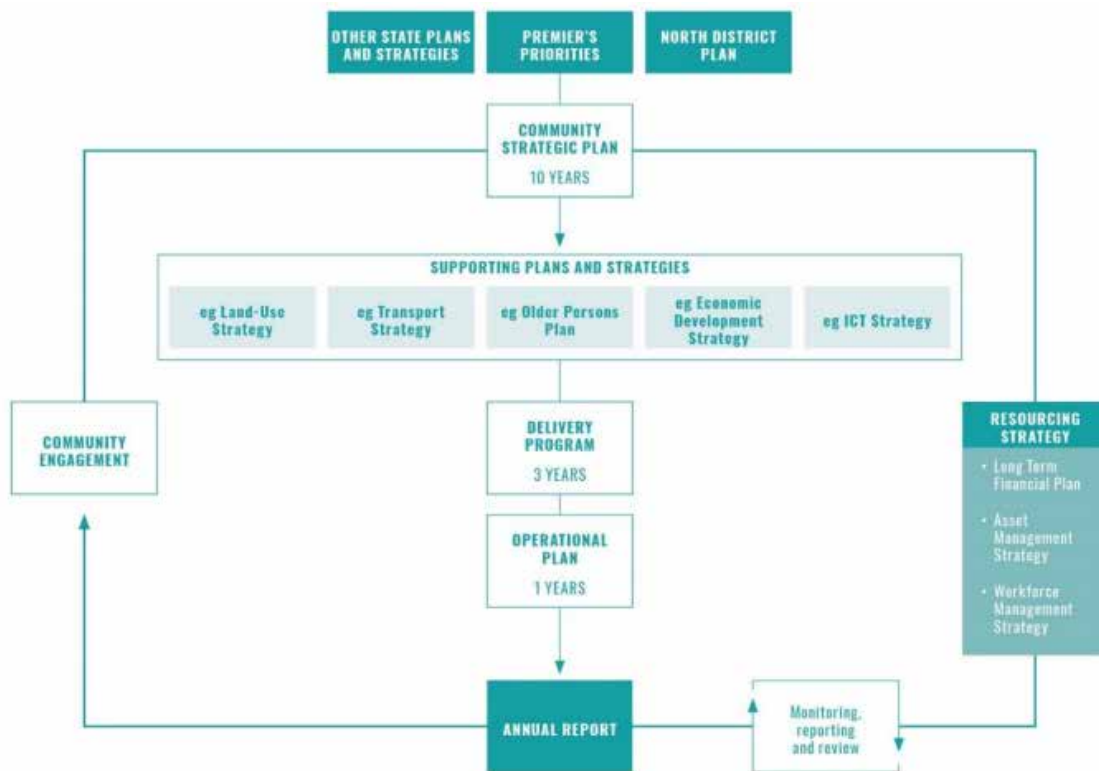 OTHER STATE PLANS
AND STRATEGIES
PREMIER'S
PRIORITIES
NORTH DISTRICT
PLAN
COMMUNITY
STRATEGIC PLAN
10 YEARS
SUPPORTING PLANS AND STRATEGIES
eg Land-Use
Strategy
eg Transport
Strategy
eg Older Persons
Plan
eg Economic
Development
Strategy
eg ICT Strategy
COMMUNITY
ENGAGEMENT
DELIVERY
PROGRAM
3 YEARS
RESOURCING
STRATEGY
• Long Term
Financial Plan
• Asset
Management
Strategy
• Workforce
Management
Strategy
OPERATIONAL
PLAN
1 YEARS
ANNUAL REPORT
Monitoring,
reporting
and review